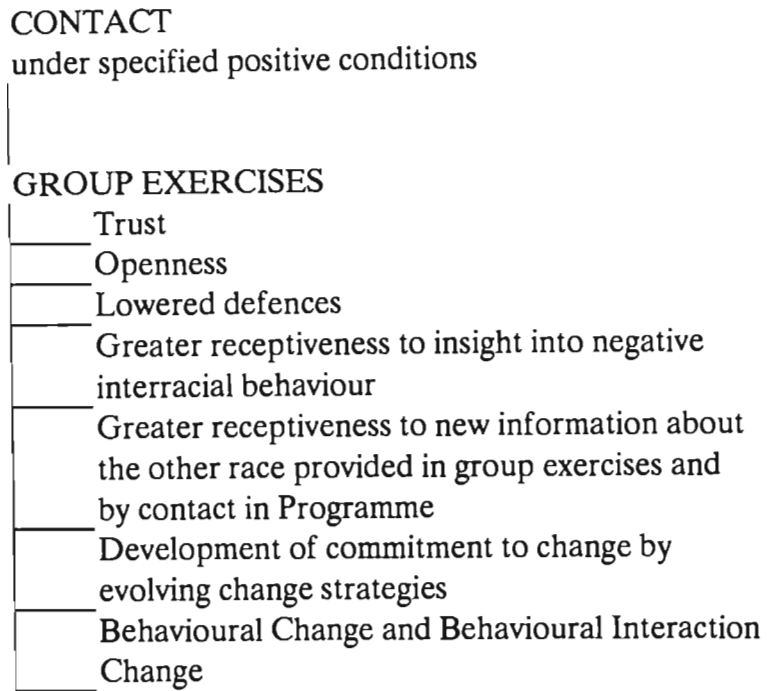 CONTACT
under specified positive conditions
GROUP EXERCISES
Trust
Openness
Lowered defences
Greater receptiveness to insight into negative
interracial behaviour
Greater receptiveness to new information about
the other race provided in group exercises and
by contact in Programme
Development of commitment to change by
evolving change strategies
Behavioural Change and Behavioural Interaction
Change